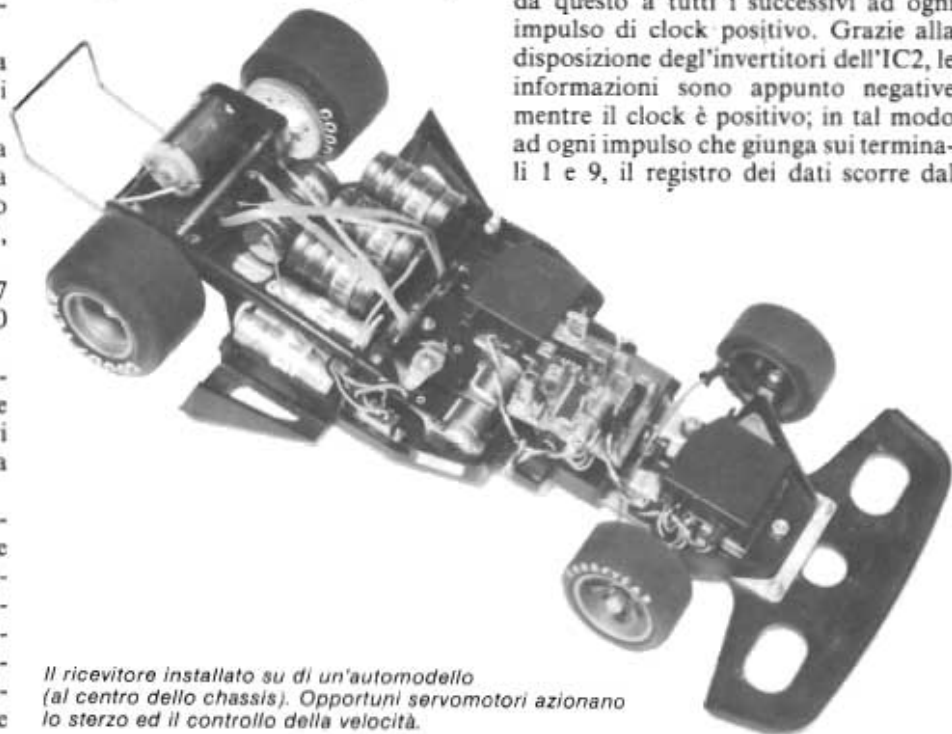 da questo a tutti i successivi ad ogni
impulso di clock positivo. Grazie alla
disposizione degl'invertitori dell'IC2, le
informazioni sono appunto negative
mentre il clock è positivo; in tal modo
ad ogni impulso che giunga sui termina-
li 1 e 9, il registro dei dati scorre dal
GOODYEAR
Il ricevitore installato su di un'automodello
(al centro dello chassis). Opportuni servomotori azionano
lo sterzo ed il controllo della velocità.